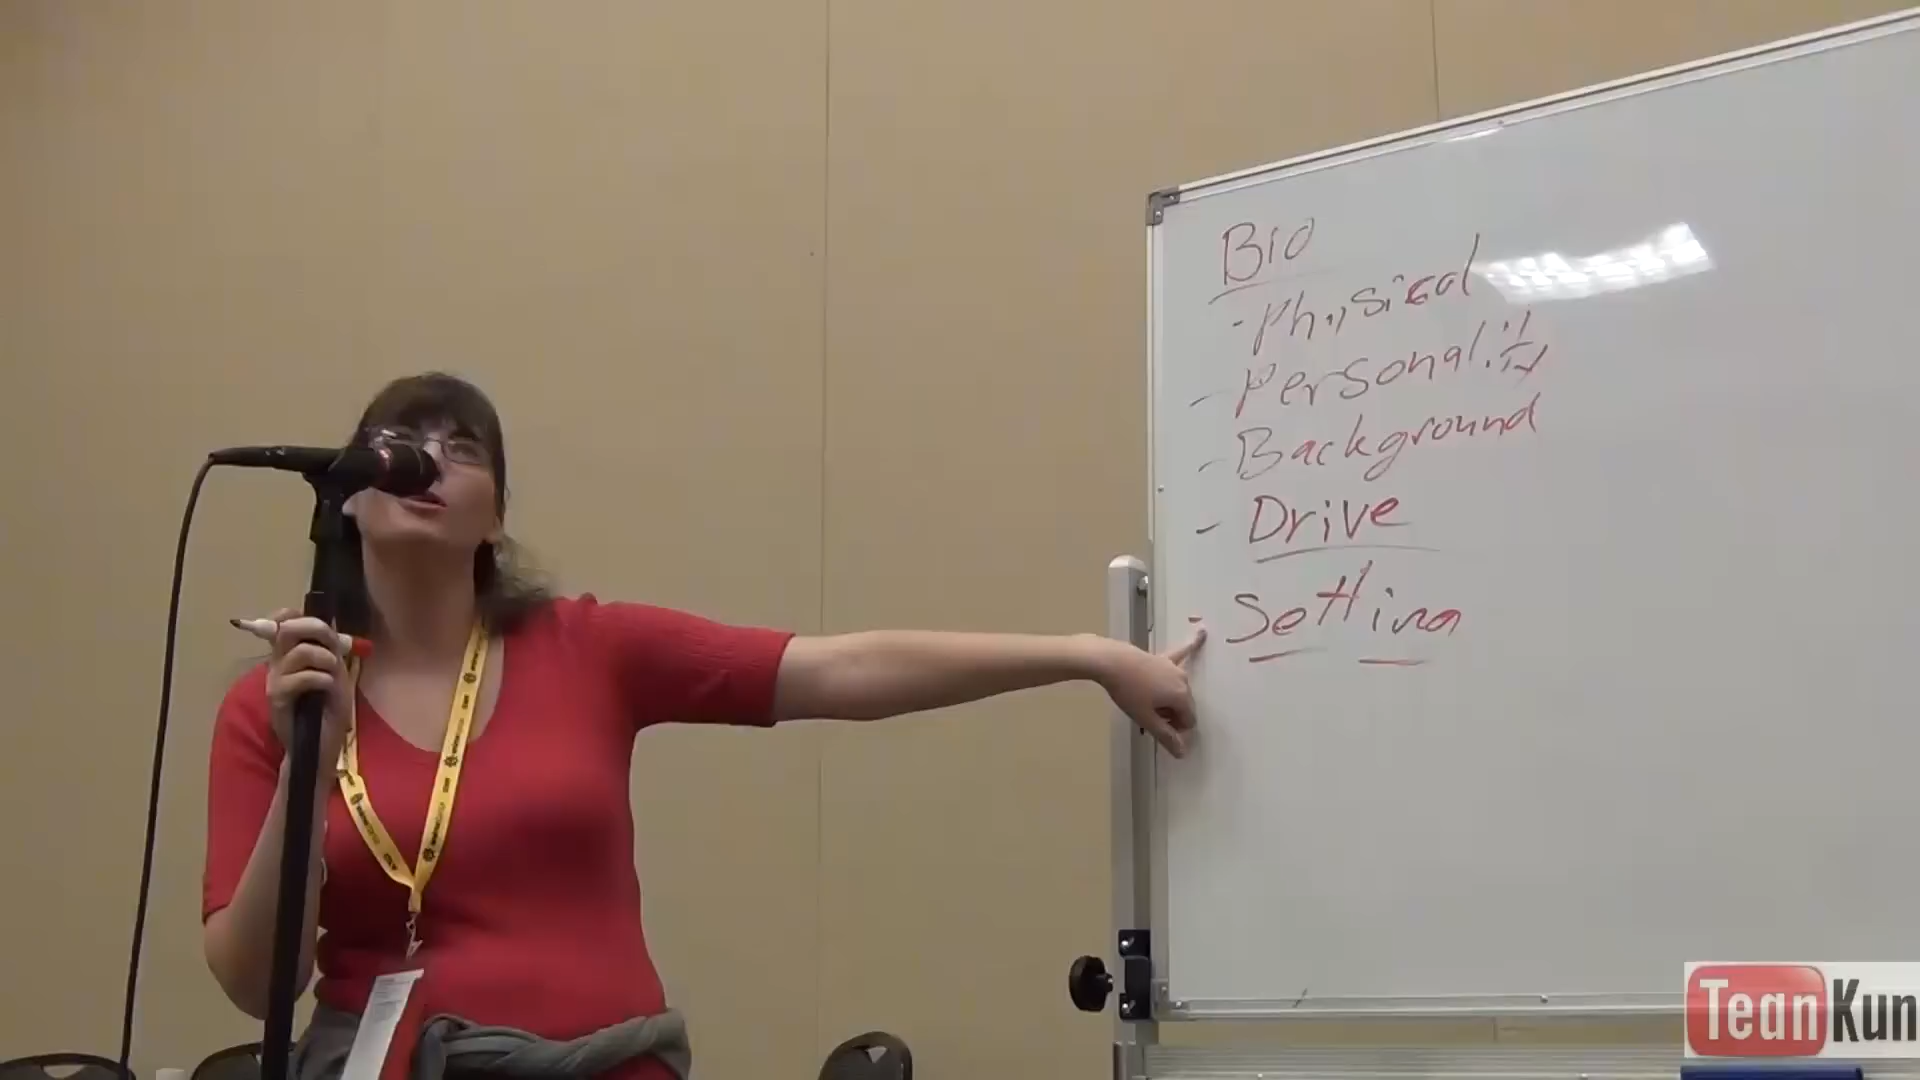 Bio
- Physical
- Personality
- Background
- Drive
- Setting
TeanKun